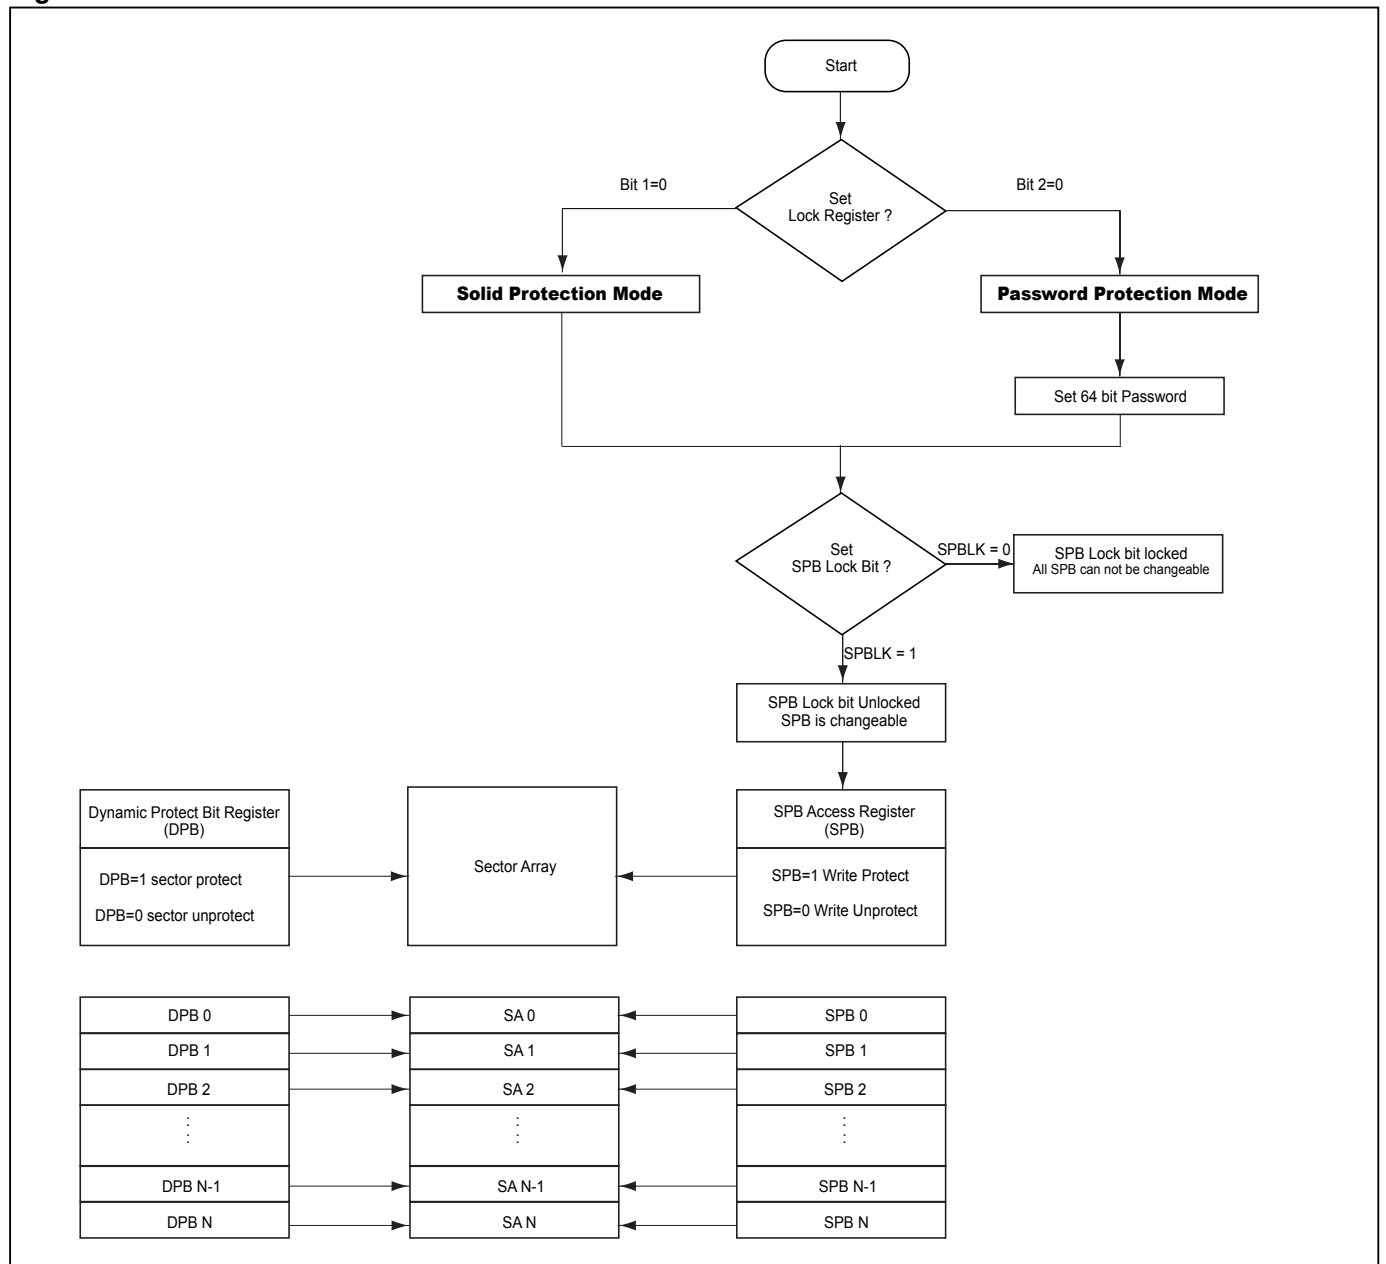 Start
Bit 1=0
Bit 2=0
Set
Lock Register ?
Solid Protection Mode
Password Protection Mode
Set 64 bit Password
Set
SPB Lock Bit ?
SPBLK = 0
SPB Lock bit locked
All SPB can not be changeable
SPBLK = 1
SPB Lock bit Unlocked
SPB is changeable
Dynamic Protect Bit Register
(DPB)
DPB=1 sector protect
DPB=0 sector unprotect
Sector Array
SPB Access Register
(SPB)
SPB=1 Write Protect
SPB=0 Write Unprotect
DPB 0
SA 0
SPB 0
DPB 1
SA 1
SPB 1
DPB 2
SA 2
SPB 2
DPB N-1
SA N-1
SPB N-1
DPB N
SA N
SPB N